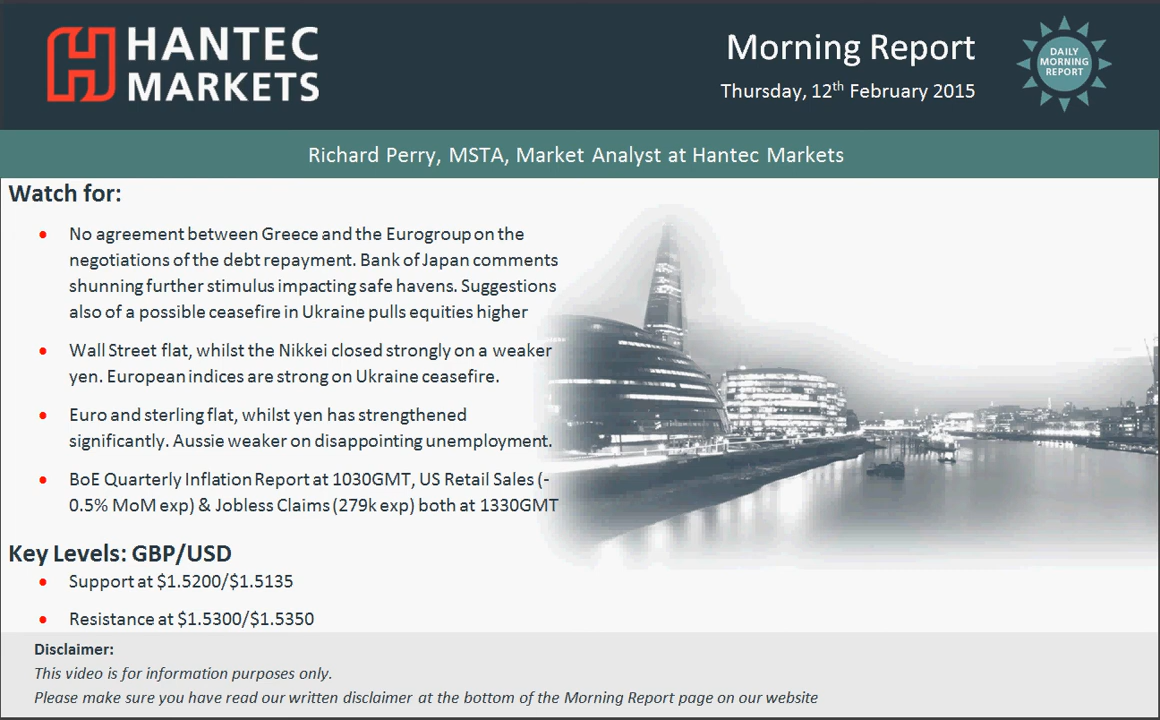 HANTEC
MARKETS
Morning Report
Thursday, 12th February 2015
DAILY
MORNING
REPORT
Richard Perry, MSTA, Market Analyst at Hantec Markets
Watch for:
No agreement between Greece and the Eurogroup on the
negotiations of the debt repayment. Bank of Japan comments
shunning further stimulus impacting safe havens. Suggestions
also of a possible ceasefire in Ukraine pulls equities higher
Wall Street flat, whilst the Nikkei closed strongly on a weaker
yen. European indices are strong on Ukraine ceasefire.
Euro and sterling flat, whilst yen has strengthened
significantly. Aussie weaker on disappointing unemployment.
BoE Quarterly Inflation Report at 1030GMT, US Retail Sales (-
0.5% MoM exp) & Jobless Claims (279k exp) both at 1330GMT
Key Levels: GBP/USD
Support at $1.5200/$1.5135
Resistance at $1.5300/$1.5350
Disclaimer:
This video is for information purposes only.
Please make sure you have read our written disclaimer at the bottom of the Morning Report page on our website